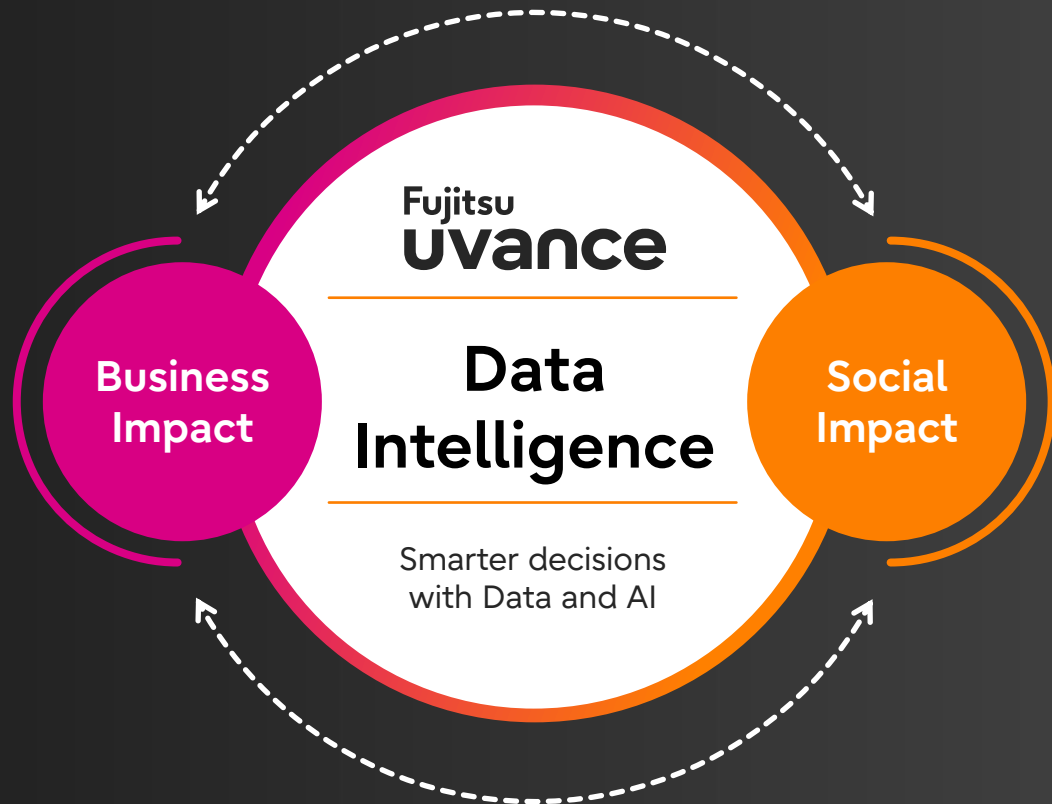 Fujitsu
uvance
Business
Impact
Data
Intelligence
Social
Impact
Smarter decisions
with Data and AI